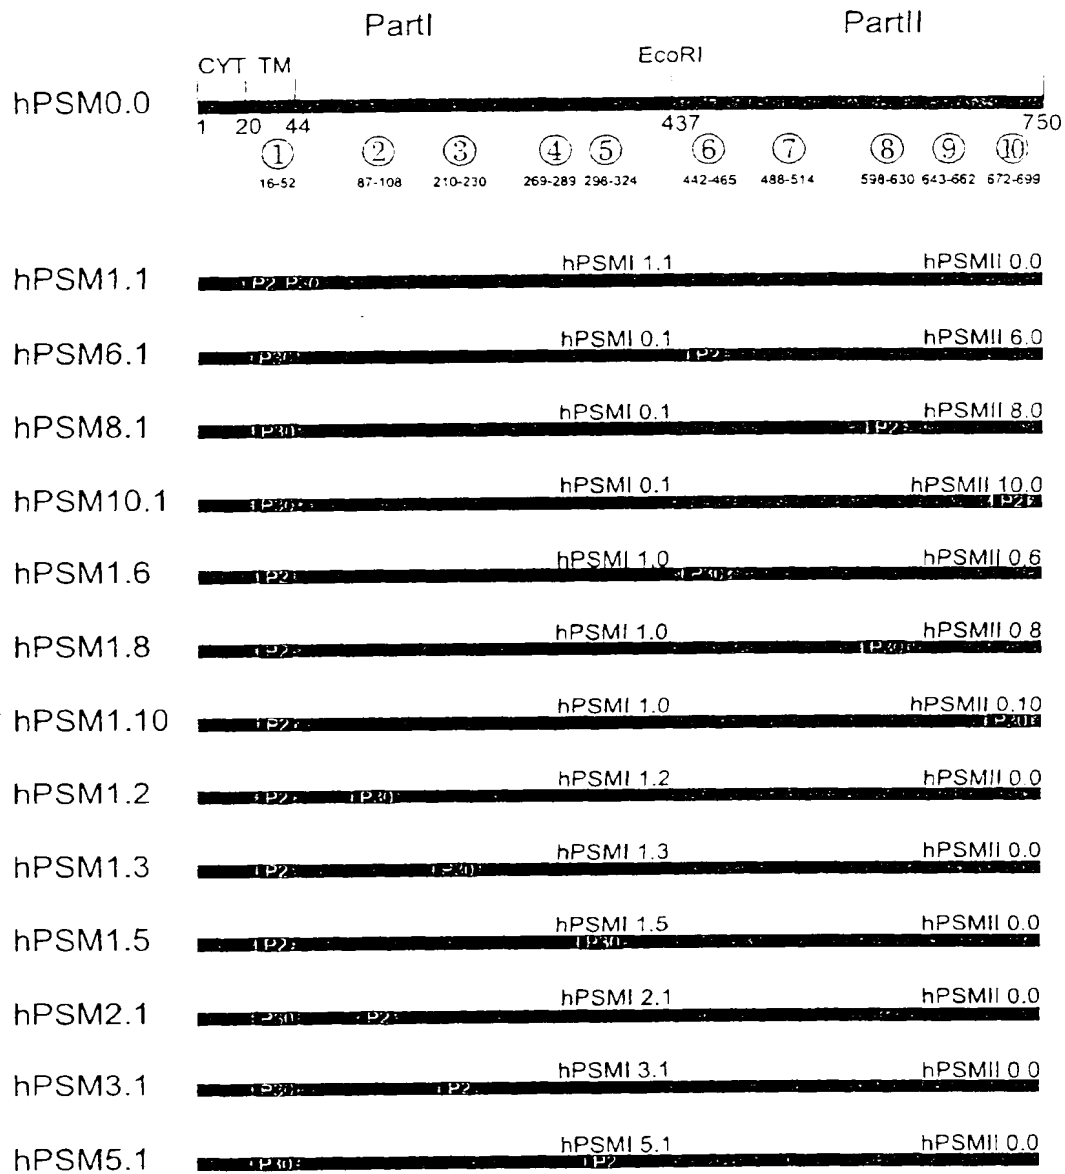 PartI PartII
CYT TM EcoRI
hPSM0.0
1 20 44 437 750
① ② ③ ④ ⑤ ⑥ ⑦ ⑧ ⑨ ⑩
16-52 87-108 210-230 269-289 298-324 442-465 488-514 598-630 643-662 672-699
hPSMI 1.1 hPSMII 0.0
hPSM1.1 P2 P30
hPSMI 0.1 hPSMII 6.0
hPSM6.1 P30 P2
hPSMI 0.1 hPSMII 8.0
hPSM8.1 P30 P2
hPSMI 0.1 hPSMII 10.0
hPSM10.1 P30 P2
hPSMI 1.0 hPSMII 0.6
hPSM1.6 P2 P30
hPSMI 1.0 hPSMII 0.8
hPSM1.8 P2 P30
hPSMI 1.0 hPSMII 0.10
hPSM1.10 P2 P30
hPSMI 1.2 hPSMII 0.0
hPSM1.2 P2 P30
hPSMI 1.3 hPSMII 0.0
hPSM1.3 P2 P30
hPSMI 1.5 hPSMII 0.0
hPSM1.5 P2 P30
hPSMI 2.1 hPSMII 0.0
hPSM2.1 P30 P2
hPSMI 3.1 hPSMII 0.0
hPSM3.1 P30 P2
hPSMI 5.1 hPSMII 0.0
hPSM5.1 P30 P2